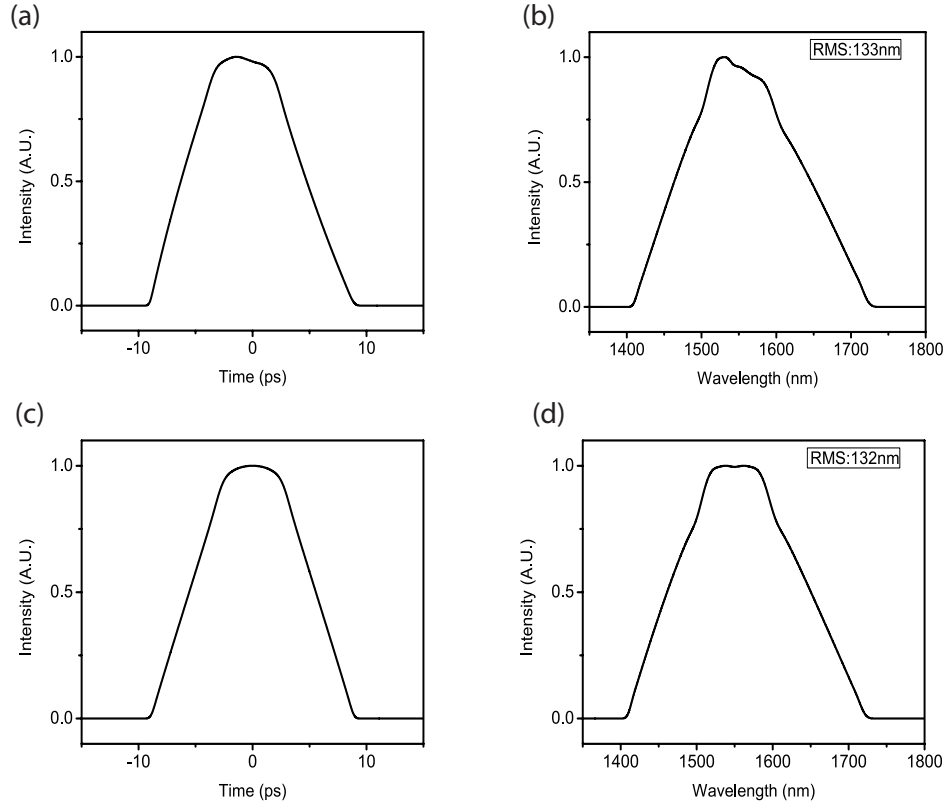 (a)
(b)
1.0
0.5
0.0
Intensity (A.U.)
-10
0
10
Time (ps)
RMS:133nm
1.0
0.5
0.0
Intensity (A.U.)
1400
1500
1600
1700
1800
Wavelength (nm)
(c)
(d)
1.0
0.5
0.0
Intensity (A.U.)
-10
0
10
Time (ps)
RMS:132nm
1.0
0.5
0.0
Intensity (A.U.)
1400
1500
1600
1700
1800
Wavelength (nm)